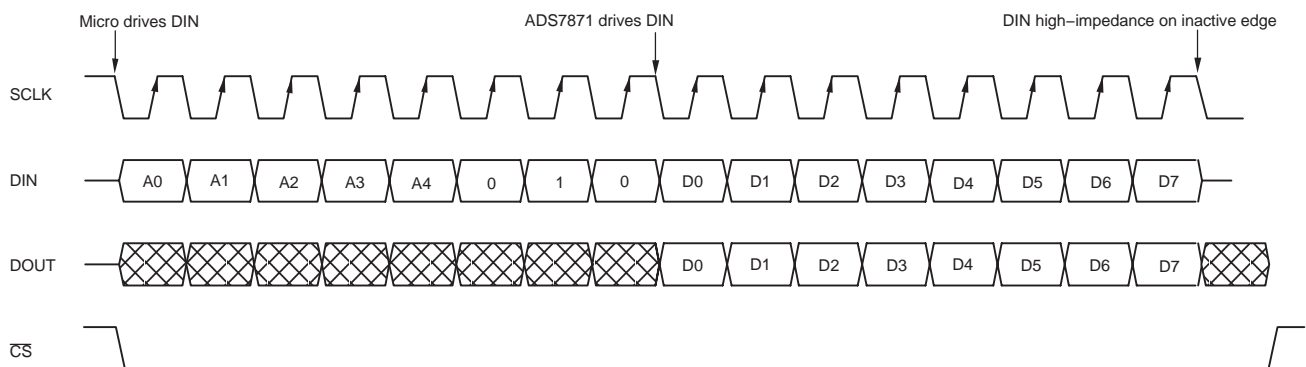 Micro drives DIN ADS7871 drives DIN DIN high−impedance on inactive edge
SCLK
DIN A0 A1 A2 A3 A4 0 1 0 D0 D1 D2 D3 D4 D5 D6 D7
DOUT D0 D1 D2 D3 D4 D5 D6 D7
C̅S̅